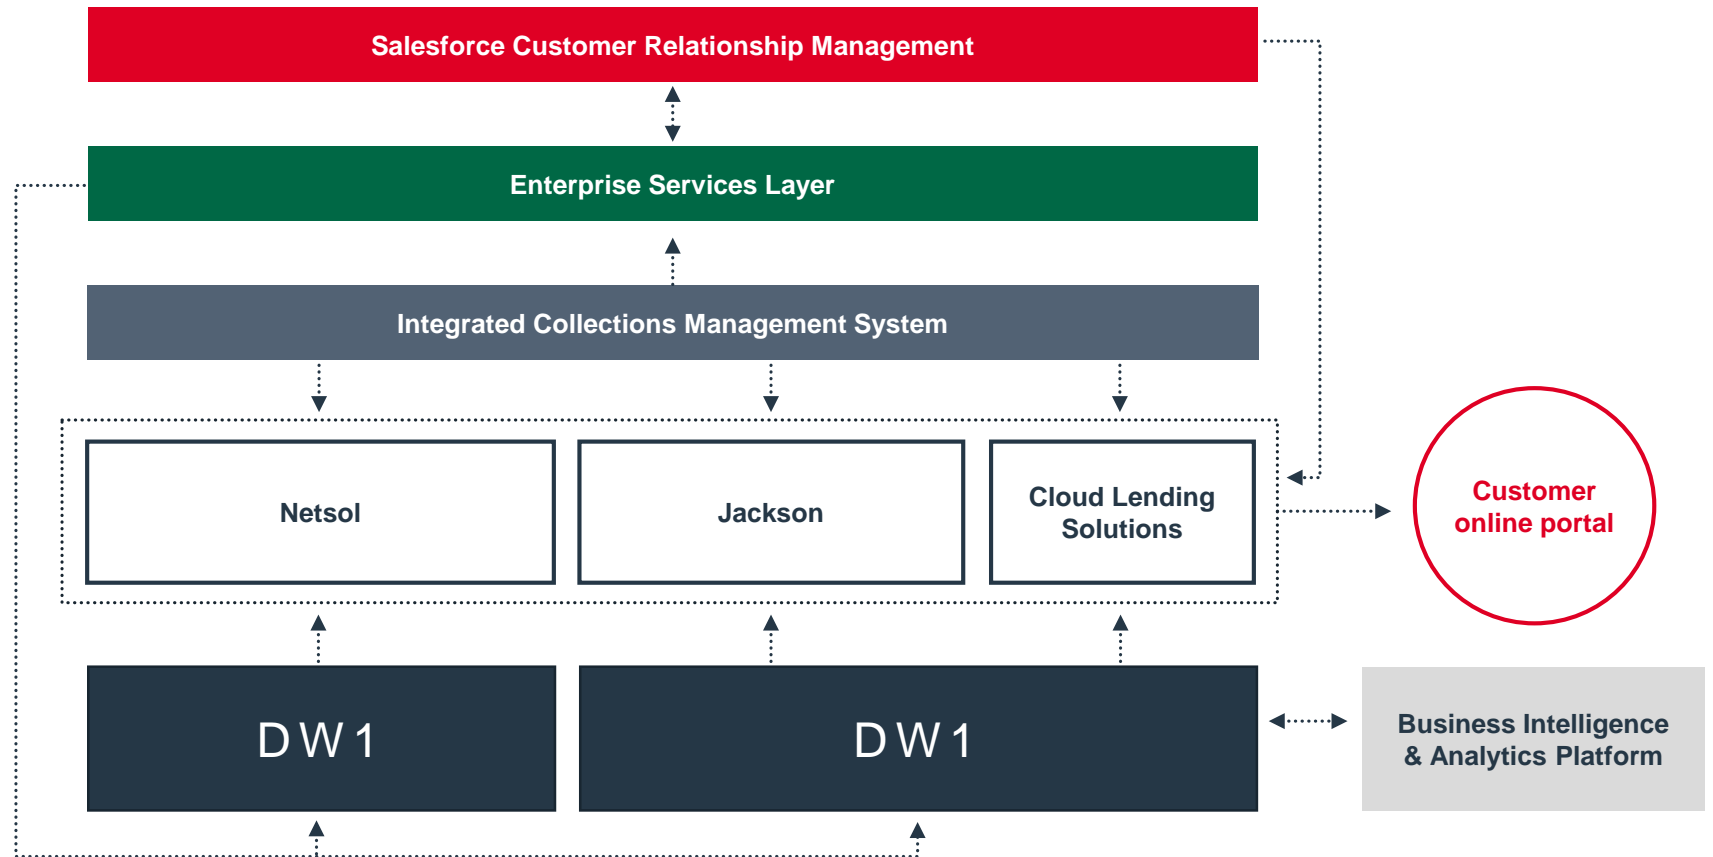 Salesforce Customer Relationship Management
Enterprise Services Layer
Integrated Collections Management System
Netsol
Jackson
Cloud Lending
Solutions
Customer
online portal
DW1
DW1
Business Intelligence
& Analytics Platform